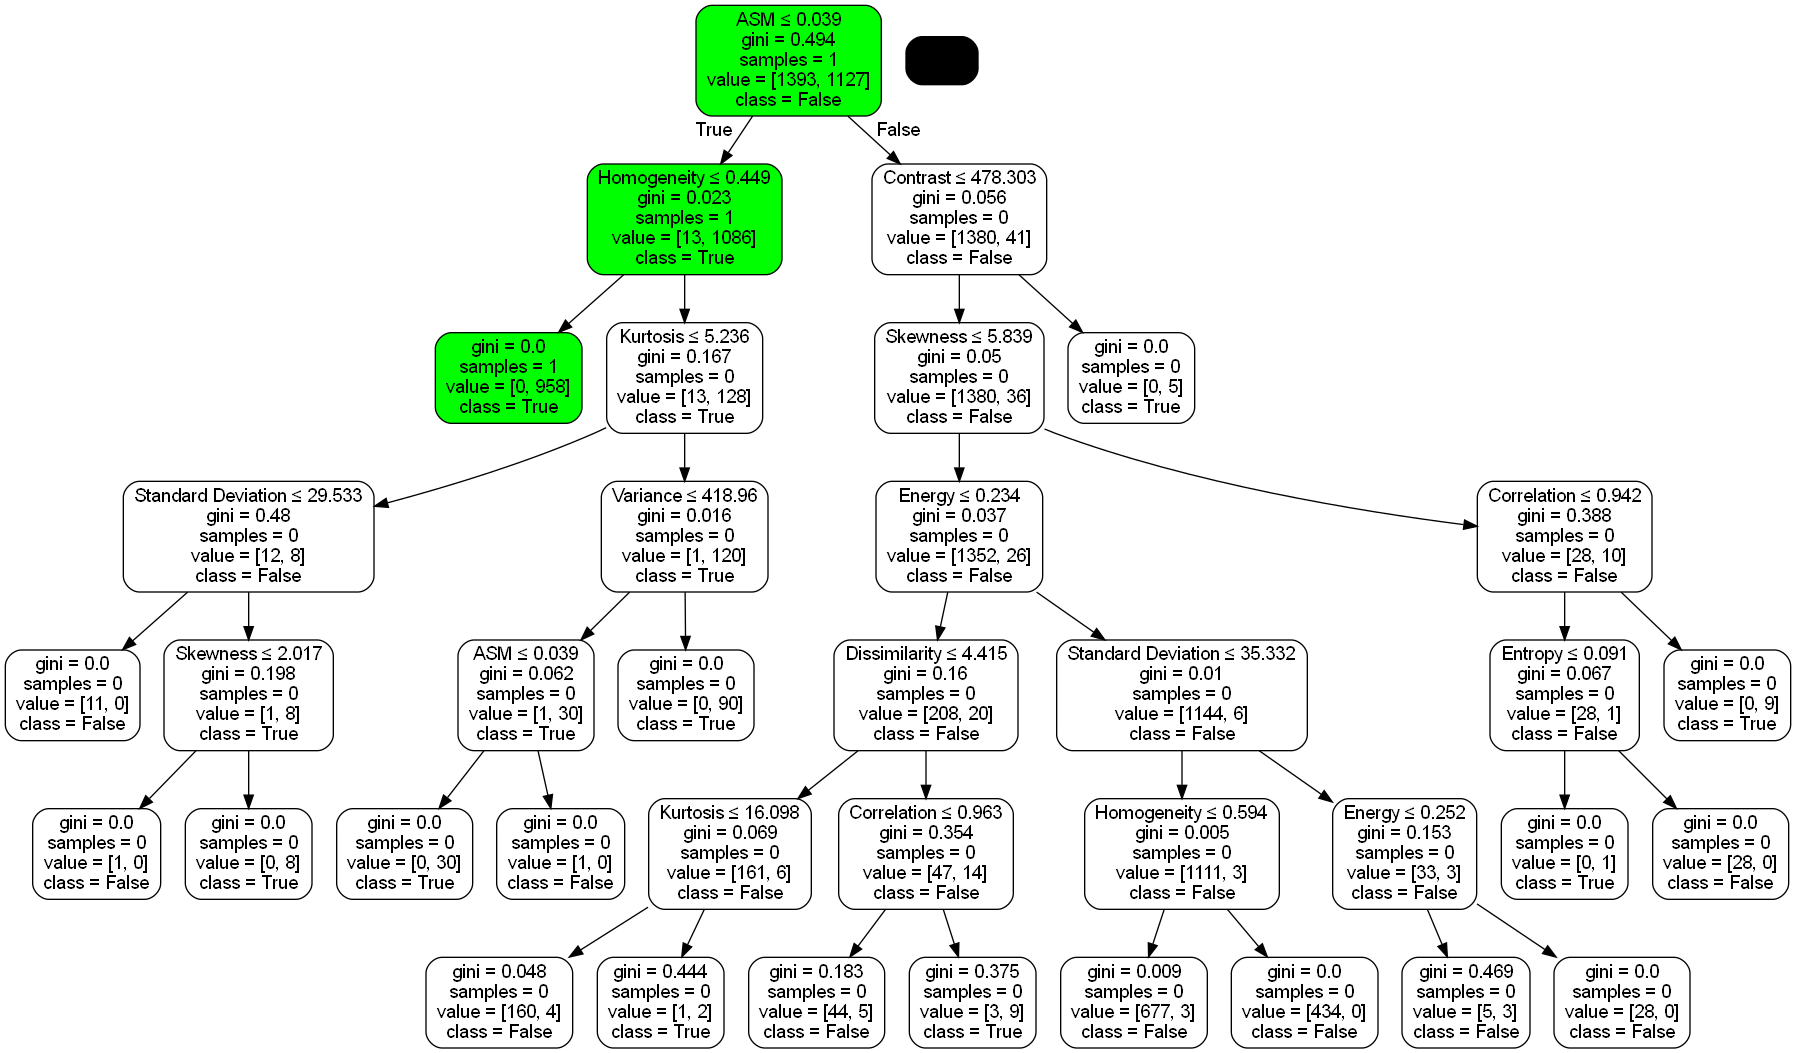 ASM ≤ 0.039
gini = 0.494
samples = 1
value = [1393, 1127]
class = False
True
False
Homogeneity ≤ 0.449
gini = 0.023
samples = 1
value = [13, 1086]
class = True
Contrast ≤ 478.303
gini = 0.056
samples = 0
value = [1380, 41]
class = False
gini = 0.0
samples = 1
value = [0, 958]
class = True
Kurtosis ≤ 5.236
gini = 0.167
samples = 0
value = [13, 128]
class = True
Skewness ≤ 5.839
gini = 0.05
samples = 0
value = [1380, 36]
class = False
gini = 0.0
samples = 0
value = [0, 5]
class = True
Standard Deviation ≤ 29.533
gini = 0.48
samples = 0
value = [12, 8]
class = False
Variance ≤ 418.96
gini = 0.016
samples = 0
value = [1, 120]
class = True
Energy ≤ 0.234
gini = 0.037
samples = 0
value = [1352, 26]
class = False
Correlation ≤ 0.942
gini = 0.388
samples = 0
value = [28, 10]
class = False
gini = 0.0
samples = 0
value = [11, 0]
class = False
Skewness ≤ 2.017
gini = 0.198
samples = 0
value = [1, 8]
class = True
ASM ≤ 0.039
gini = 0.062
samples = 0
value = [1, 30]
class = True
gini = 0.0
samples = 0
value = [0, 90]
class = True
Dissimilarity ≤ 4.415
gini = 0.16
samples = 0
value = [208, 20]
class = False
Standard Deviation ≤ 35.332
gini = 0.01
samples = 0
value = [1144, 6]
class = False
Entropy ≤ 0.091
gini = 0.067
samples = 0
value = [28, 1]
class = False
gini = 0.0
samples = 0
value = [0, 9]
class = True
gini = 0.0
samples = 0
value = [1, 0]
class = False
gini = 0.0
samples = 0
value = [0, 8]
class = True
gini = 0.0
samples = 0
value = [0, 30]
class = True
gini = 0.0
samples = 0
value = [1, 0]
class = False
Kurtosis ≤ 16.098
gini = 0.069
samples = 0
value = [161, 6]
class = False
Correlation ≤ 0.963
gini = 0.354
samples = 0
value = [47, 14]
class = False
Homogeneity ≤ 0.594
gini = 0.005
samples = 0
value = [1111, 3]
class = False
Energy ≤ 0.252
gini = 0.153
samples = 0
value = [33, 3]
class = False
gini = 0.0
samples = 0
value = [0, 1]
class = True
gini = 0.0
samples = 0
value = [28, 0]
class = False
gini = 0.048
samples = 0
value = [160, 4]
class = False
gini = 0.444
samples = 0
value = [1, 2]
class = True
gini = 0.183
samples = 0
value = [44, 5]
class = False
gini = 0.375
samples = 0
value = [3, 9]
class = True
gini = 0.009
samples = 0
value = [677, 3]
class = False
gini = 0.0
samples = 0
value = [434, 0]
class = False
gini = 0.469
samples = 0
value = [5, 3]
class = False
gini = 0.0
samples = 0
value = [28, 0]
class = False